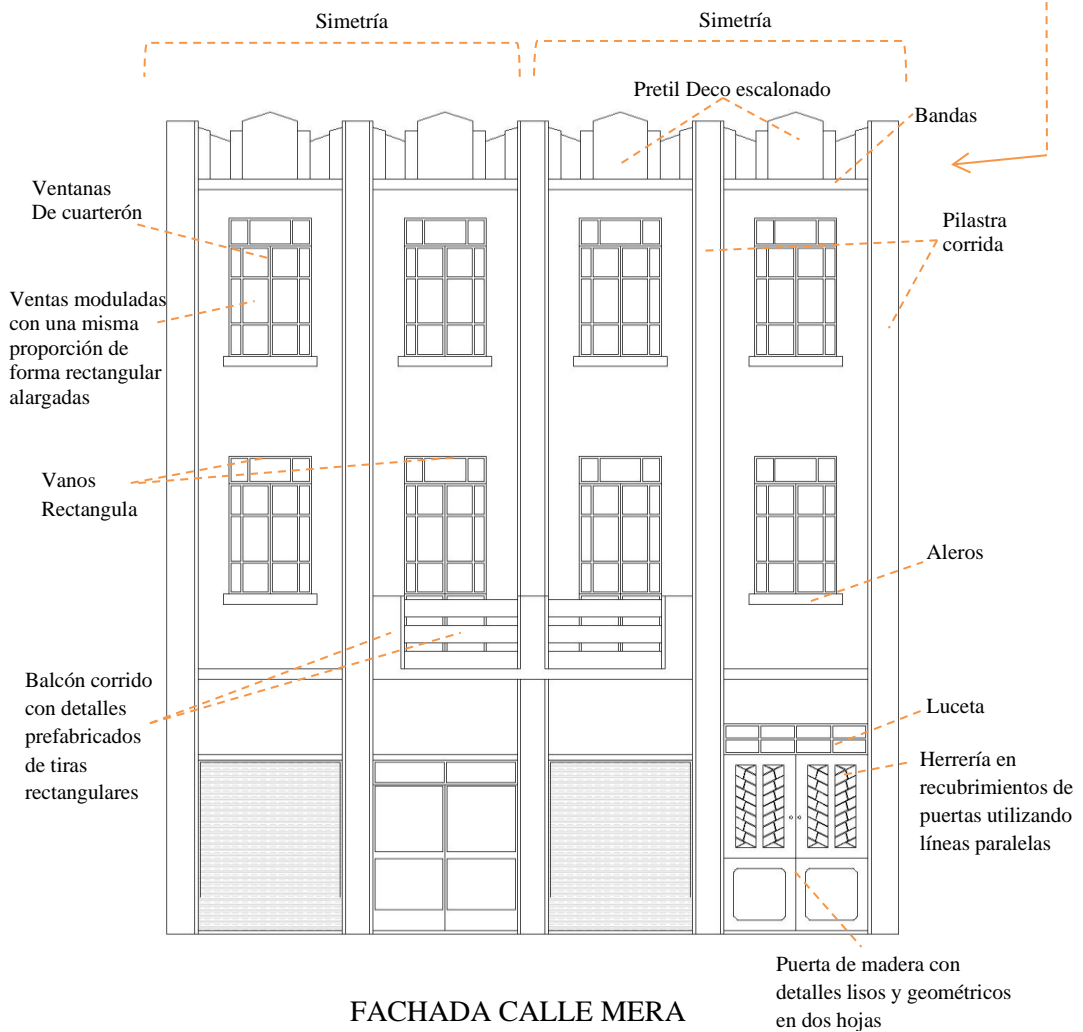 Simetría
Simetría
Pretil Deco escalonado
Bandas
Ventanas
De cuarterón
Pilastra
corrida
Ventas moduladas
con una misma
proporción de
forma rectangular
alargadas
Vanos
Rectangula
Aleros
Balcón corrido
con detalles
prefabricados
de tiras
rectangulares
Luceta
Herrería en
recubrimientos de
puertas utilizando
líneas paralelas
Puerta de madera con
detalles lisos y geométricos
en dos hojas
FACHADA CALLE MERA